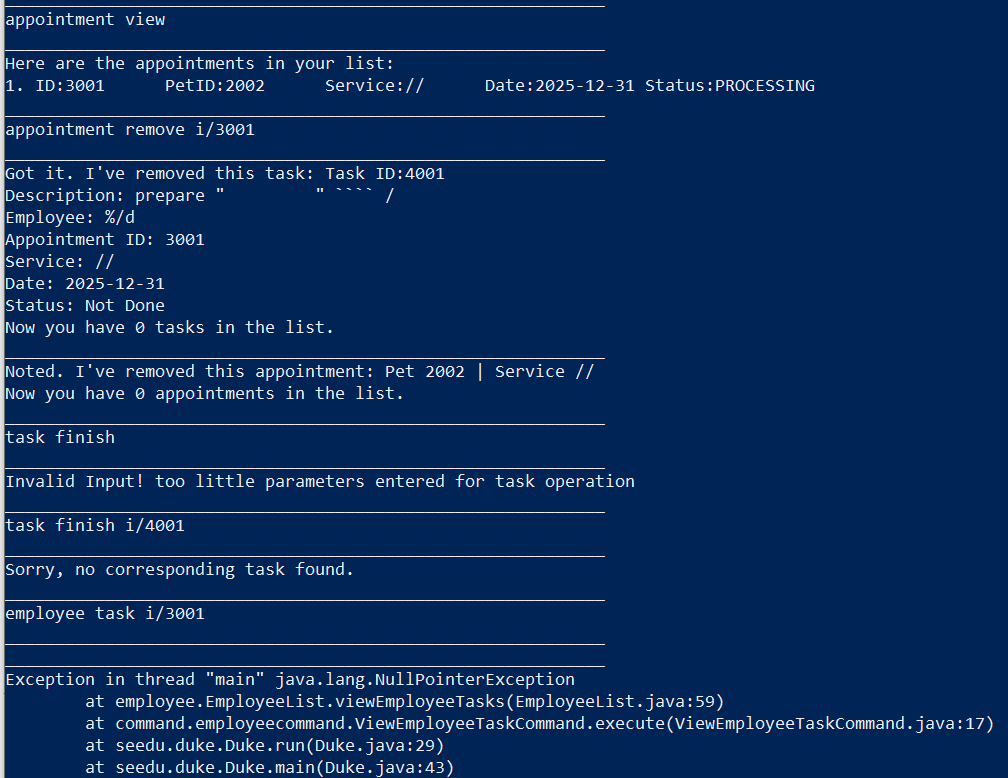 appointment view
Here are the appointments in your list:
1. ID:3001 PetID:2002 Service:// Date:2025-12-31 Status:PROCESSING
appointment remove i/3001
Got it. I've removed this task: Task ID:4001
Description: prepare " " ```` /
Employee: %/d
Appointment ID: 3001
Service: //
Date: 2025-12-31
Status: Not Done
Now you have 0 tasks in the list.
Noted. I've removed this appointment: Pet 2002 | Service //
Now you have 0 appointments in the list.
task finish
Invalid Input! too little parameters entered for task operation
task finish i/4001
Sorry, no corresponding task found.
employee task i/3001
Exception in thread "main" java.lang.NullPointerException
at employee.EmployeeList.viewEmployeeTasks(EmployeeList.java:59)
at command.employeecommand.ViewEmployeeTaskCommand.execute(ViewEmployeeTaskCommand.java:17)
at seedu.duke.Duke.run(Duke.java:29)
at seedu.duke.Duke.main(Duke.java:43)